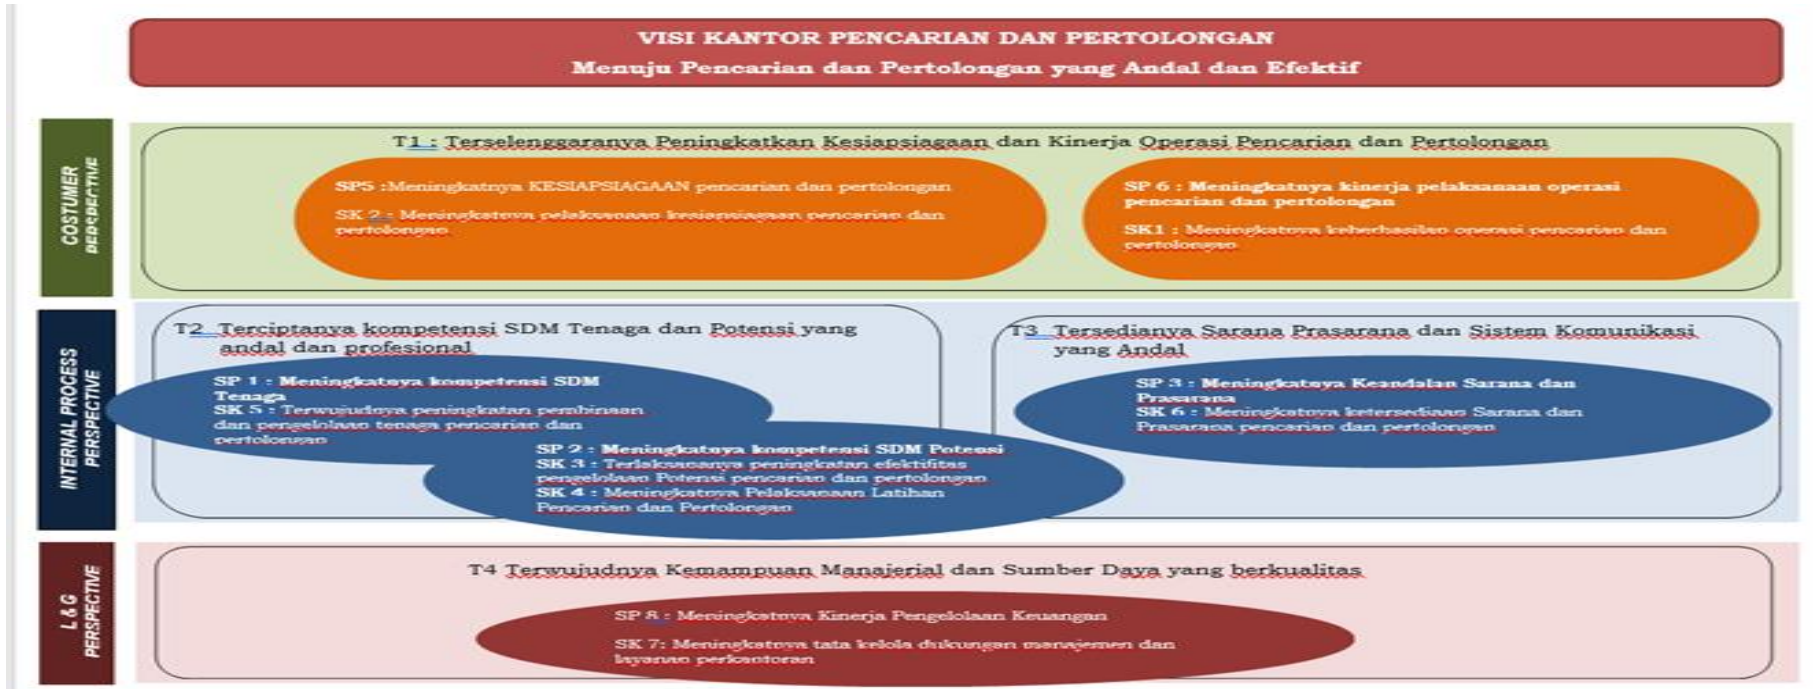 VISI KANTOR PENCARIAN DAN PERTOLONGAN
Menuju Pencarian dan Pertolongan yang Andal dan Efektif
COSTUMER
PERSPECTIVE
T1 : Terselenggaranya Peningkatkan Kesiapsiagaan dan Kinerja Operasi Pencarian dan Pertolongan
SP5 :Meningkatnya KESIAPSIAGAAN pencarian dan pertolongan
SK 2 : Meningkatnya pelaksanaan kesiapsiagaan pencarian dan
pertolongan
SP 6 : Meningkatnya kinerja pelaksanaan operasi
pencarian dan pertolongan
SK1 : Meningkatnya keberhasilan operasi pencarian dan
pertolongan
INTERNAL PROCESS
PERSPECTIVE
T2 Terciptanya kompetensi SDM Tenaga dan Potensi yang
andal dan profesional
SP 1 : Meningkatnya kompetensi SDM
Tenaga
SK 5 : Terwujudnya peningkatan pembinaan
dan pengelolaan tenaga pencarian dan
pertolongan
SP 2 : Meningkatnya kompetensi SDM Potensi
SK 3 : Terlaksananya peningkatan efektifitas
pengelolaan Potensi pencarian dan pertolongan
SK 4 : Meningkatnya Pelaksanaan Latihan
Pencarian dan Pertolongan
T3 Tersedianya Sarana Prasarana dan Sistem Komunikasi
yang Andal
SP 3 : Meningkatnya Keandalan Sarana dan
Prasarana
SK 6 : Meningkatnya ketersediaan Sarana dan
Prasarana pencarian dan pertolongan
L & G
PERSPECTIVE
T4 Terwujudnya Kemampuan Manajerial dan Sumber Daya yang berkualitas
SP 8 : Meningkatnya Kinerja Pengelolaan Keuangan
SK 7: Meningkatnya tata kelola dukungan manajemen dan
layanan perkantoran